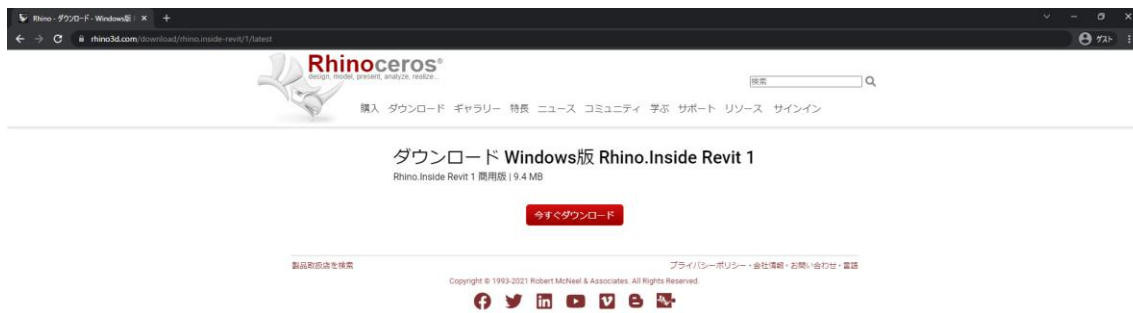 Rhino - ダウンロード - Windows版
rhino3d.com/download/rhino.inside-revit/1/latest
ゲスト
Rhinoceros®
design, model, present, analyze, realize...
検索
購入 ダウンロード ギャラリー 特長 ニュース コミュニティ 学ぶ サポート リソース サインイン
ダウンロード Windows版 Rhino.Inside Revit 1
Rhino.Inside Revit 1 商用版 | 9.4 MB
今すぐダウンロード
製品取扱店を検索 プライバシーポリシー・会社情報・お問い合わせ・言語
Copyright © 1993-2021 Robert McNeel & Associates. All Rights Reserved.